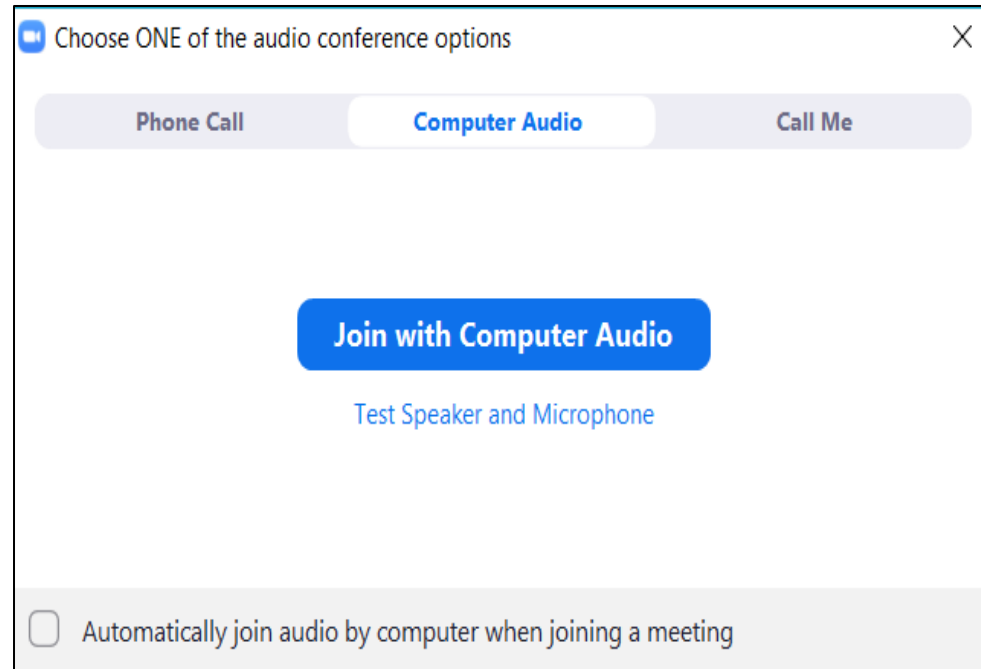 Choose ONE of the audio conference options
Phone Call
Computer Audio
Call Me
Join with Computer Audio
Test Speaker and Microphone
Automatically join audio by computer when joining a meeting